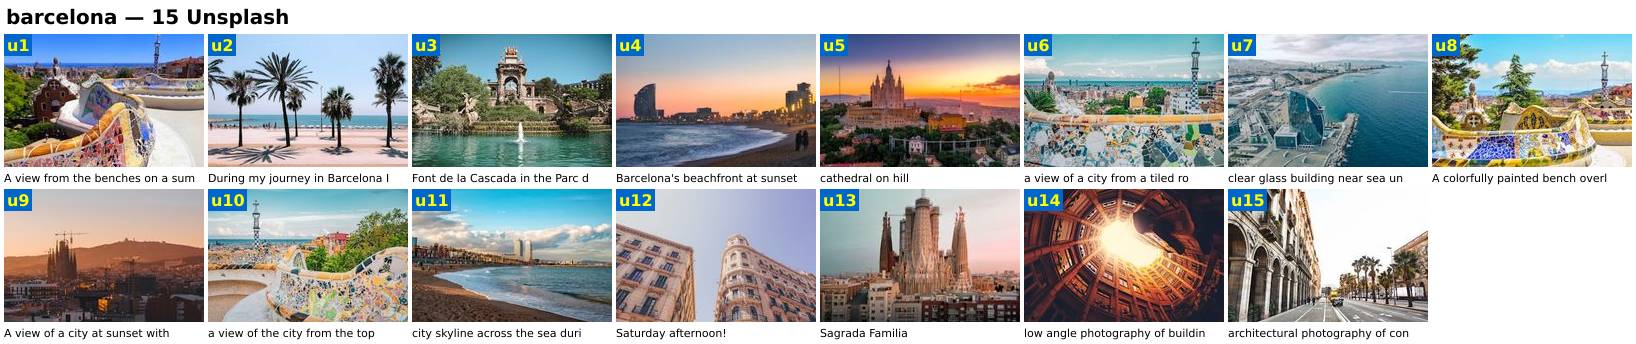 barcelona — 15 Unsplash
u1
u2
u3
u4
u5
u6
u7
u8
A view from the benches on a sum
During my journey in Barcelona I
Font de la Cascada in the Parc d
Barcelona's beachfront at sunset
cathedral on hill
a view of a city from a tiled ro
clear glass building near sea un
A colorfully painted bench overl
u9
u10
u11
u12
u13
u14
u15
A view of a city at sunset with
a view of the city from the top
city skyline across the sea duri
Saturday afternoon!
Sagrada Familia
low angle photography of buildin
architectural photography of con